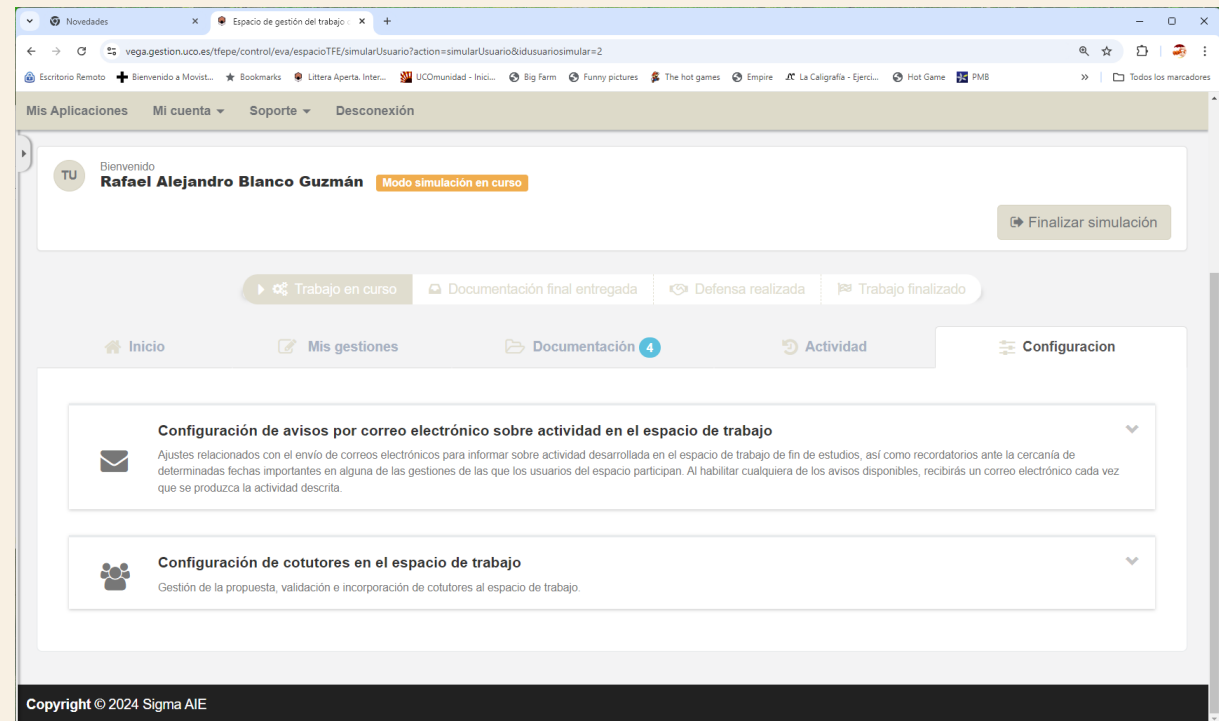 Novedades
Espacio de gestión del trabajo
vega.gestion.uco.es/tfepe/control/eva/espacioTFE/simularUsuario?action=simularUsuario&idusuariosimular=2
Escritorio Remoto Bienvenido a Movist... Bookmarks Littera Aperta. Inter... UCOmunidad - Inici... Big Farm Funny pictures The hot games Empire La Caligrafía - Ejerci... Hot Game PMB » Todos los marcadores
Mis Aplicaciones Mi cuenta Soporte Desconexión
TU
Bienvenido
Rafael Alejandro Blanco Guzmán Modo simulación en curso
Finalizar simulación
Trabajo en curso Documentación final entregada Defensa realizada Trabajo finalizado
Inicio Mis gestiones Documentación 4 Actividad Configuracion
Configuración de avisos por correo electrónico sobre actividad en el espacio de trabajo
Ajustes relacionados con el envío de correos electrónicos para informar sobre actividad desarrollada en el espacio de trabajo de fin de estudios, así como recordatorios ante la cercanía de
determinadas fechas importantes en alguna de las gestiones de las que los usuarios del espacio participan. Al habilitar cualquiera de los avisos disponibles, recibirás un correo electrónico cada vez
que se produzca la actividad descrita.
Configuración de cotutores en el espacio de trabajo
Gestión de la propuesta, validación e incorporación de cotutores al espacio de trabajo.
Copyright © 2024 Sigma AIE